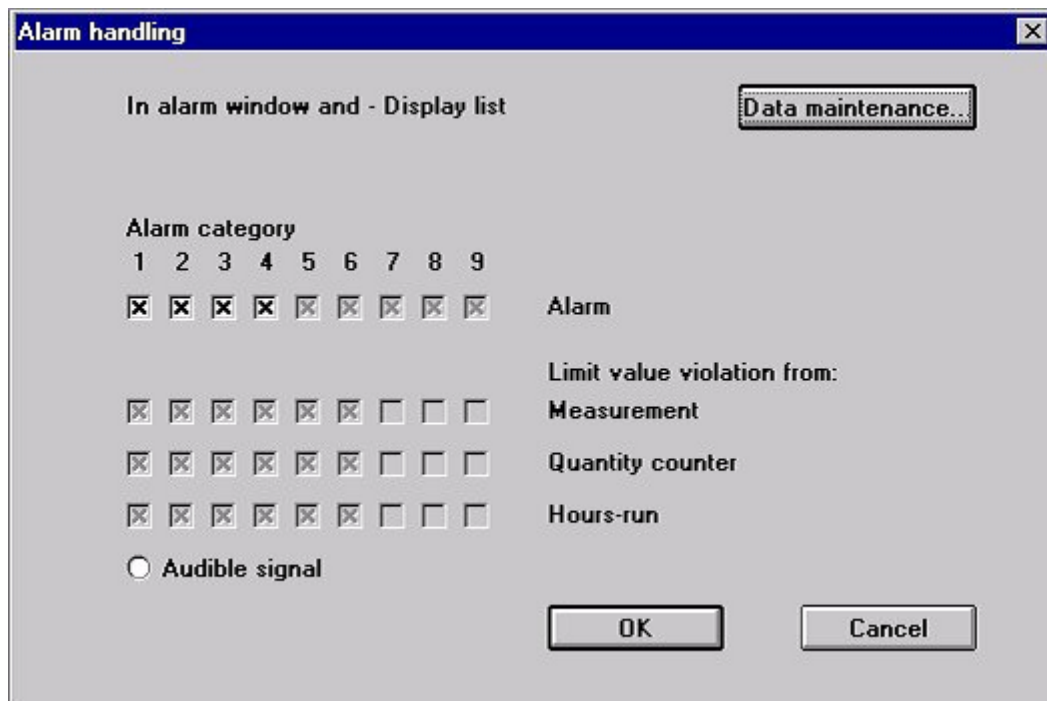 Alarm handling
In alarm window and - Display list
Data maintenance...
Alarm category
1 2 3 4 5 6 7 8 9
Alarm
Limit value violation from:
Measurement
Quantity counter
Hours-run
Audible signal
OK
Cancel